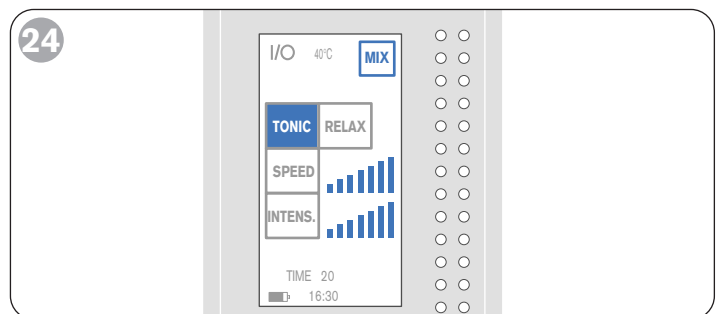 24
I/O 40°C MIX
TONIC RELAX
SPEED
INTENS.
TIME 20
16:30